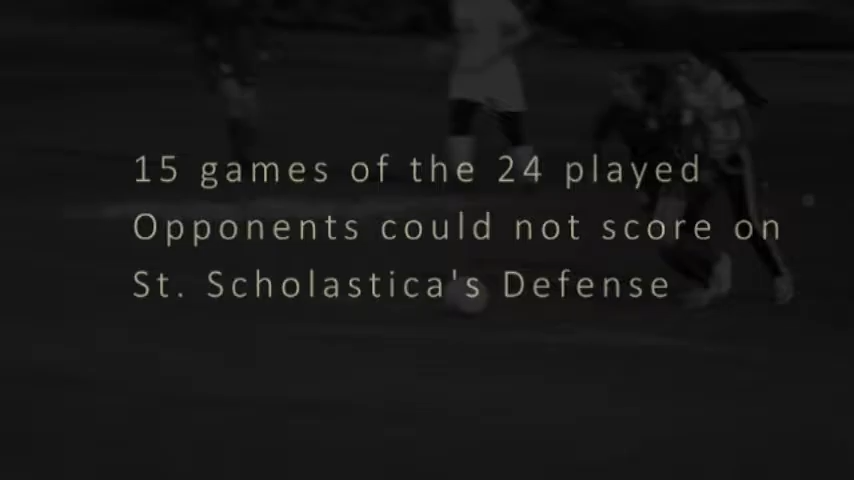 15 games of the 24 played
Opponents could not score on
St. Scholastica's Defense